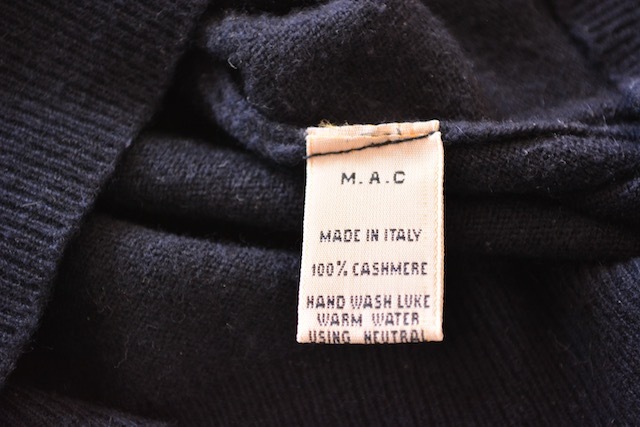 M.A.C
MADE IN ITALY
100% CASHMERE
HAND WASH LUKE
WARM WATER
USING NEUTRAL